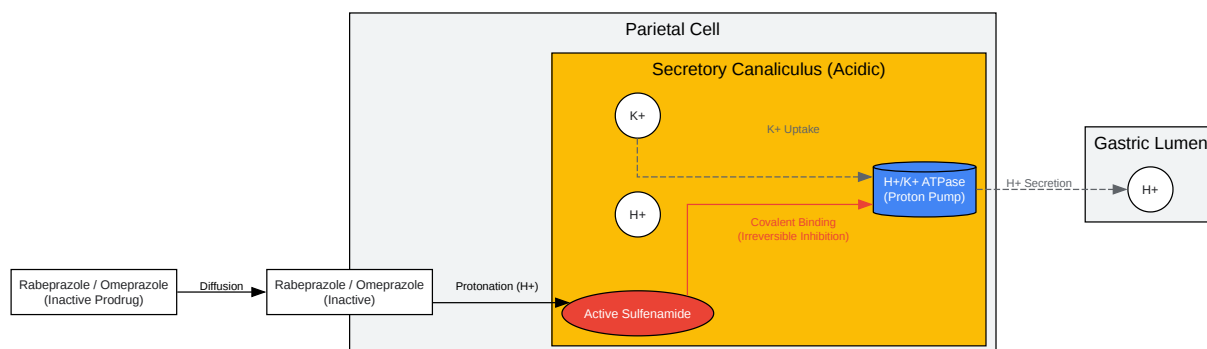 Parietal Cell
Secretory Canaliculus (Acidic)
K+
K+ Uptake
Gastric Lumen
H+/K+ ATPase
(Proton Pump)
H+ Secretion
H+
H+
Covalent Binding
(Irreversible Inhibition)
Rabeprazole / Omeprazole
(Inactive Prodrug)
Diffusion
Rabeprazole / Omeprazole
(Inactive)
Protonation (H+)
Active Sulfenamide